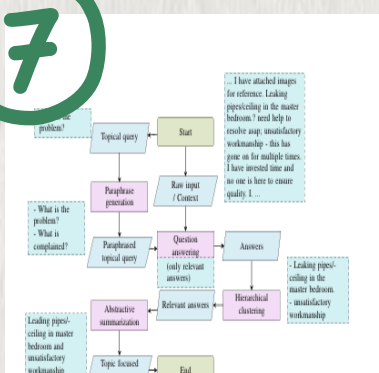 7
the
problem?
Topical query
Start
... I have attached images
for reference. Leaking
pipes/ceiling in the master
bedroom.? need help to
resolve asap; unsatisfactory
workmanship - this has
gone on for multiple times.
I have invested time and
no one is here to ensure
quality. I. ...
Paraphrase
generation
Raw input
/ Context
- What is the
problem?
- What is
complained?
Paraphrased
topical query
Question
answering
(only relevant
answers)
Answers
- Leaking pipes/-
ceiling in the
master bedroom.
- unsatisfactory
workmanship
Abstractive
summarization
Relevant answers
Hierarchical
clustering
Leading pipes/-
ceiling in master
bedroom and
unsatisfactory
workmanship
Topic focused
End